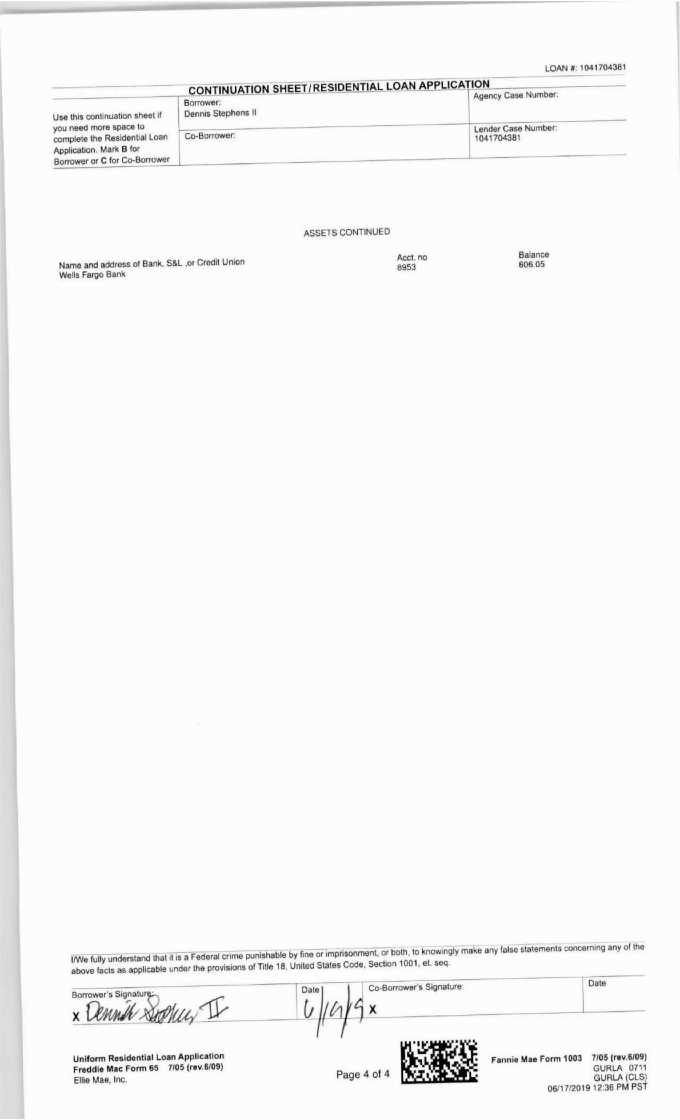 LOAN #: 1041704381
CONTINUATION SHEET/RESIDENTIAL LOAN APPLICATION
Use this continuation sheet if
you need more space to
complete the Residential Loan
Application. Mark B for
Borrower or C for Co-Borrower
Borrower:
Dennis Stephens II
Agency Case Number:
Co-Borrower:
Lender Case Number:
1041704381
ASSETS CONTINUED
Name and address of Bank, S&L ,or Credit Union
Wells Fargo Bank
Acct. no
8953
Balance
606.05
I/We fully understand that it is a Federal crime punishable by fine or imprisonment, or both, to knowingly make any false statements concerning any of the
above facts as applicable under the provisions of Title 18, United States Code, Section 1001, et. seq.
Borrower's Signature:
x Dennis Stephens II
Date
Co-Borrower's Signature:
x
Date
Uniform Residential Loan Application
Freddie Mac Form 65 7/05 (rev.6/09)
Ellie Mae, Inc.
Page 4 of 4
Fannie Mae Form 1003 7/05 (rev.6/09)
GURLA 0711
GURLA (CLS)
06/17/2019 12:36 PM PST